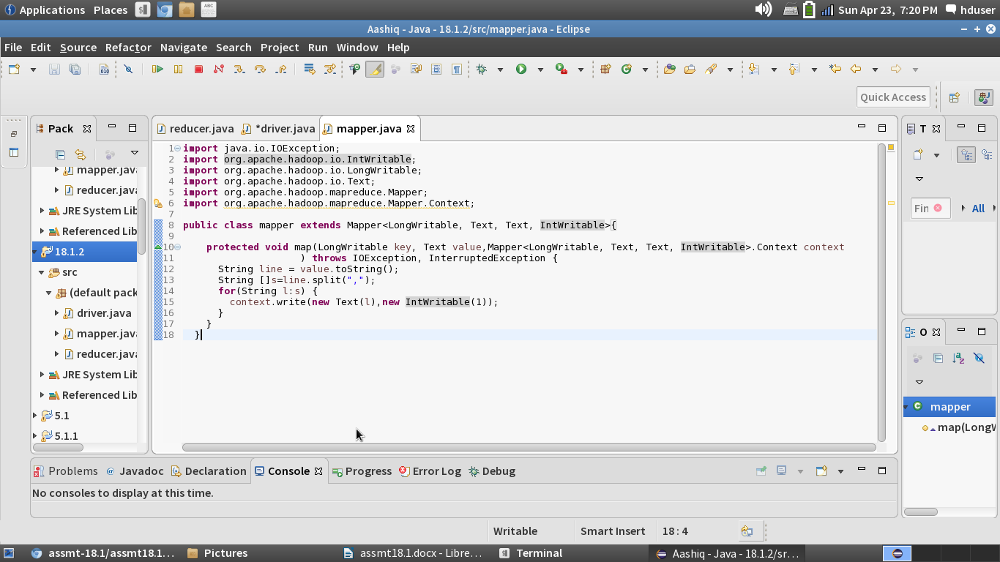 Applications Places Sun Apr 23, 7:20 PM hduser
Aashiq - Java - 18.1.2/src/mapper.java - Eclipse
File Edit Source Refactor Navigate Search Project Run Window Help
Quick Access
Pack
mapper.java
reducer.java
JRE System Lib
Referenced Lib
18.1.2
src
(default pack
driver.java
mapper.java
reducer.java
JRE System Lib
Referenced Lib
5.1
5.1.1
reducer.java *driver.java mapper.java
1 import java.io.IOException;
2 import org.apache.hadoop.io.IntWritable;
3 import org.apache.hadoop.io.LongWritable;
4 import org.apache.hadoop.io.Text;
5 import org.apache.hadoop.mapreduce.Mapper;
6 import org.apache.hadoop.mapreduce.Mapper.Context;
7
8 public class mapper extends Mapper<LongWritable, Text, Text, IntWritable>{
9
10 protected void map(LongWritable key, Text value,Mapper<LongWritable, Text, Text, IntWritable>.Context context
11 ) throws IOException, InterruptedException {
12 String line = value.toString();
13 String []s=line.split(",");
14 for(String l:s) {
15 context.write(new Text(l),new IntWritable(1));
16 }
17 }
18 }
T
Fin All
O
mapper
map(LongW
Problems @ Javadoc Declaration Console Progress Error Log Debug
No consoles to display at this time.
Writable Smart Insert 18 : 4
assmt-18.1/assmt18.1... Pictures assmt18.1.docx - Libre... Terminal Aashiq - Java - 18.1.2/sr...